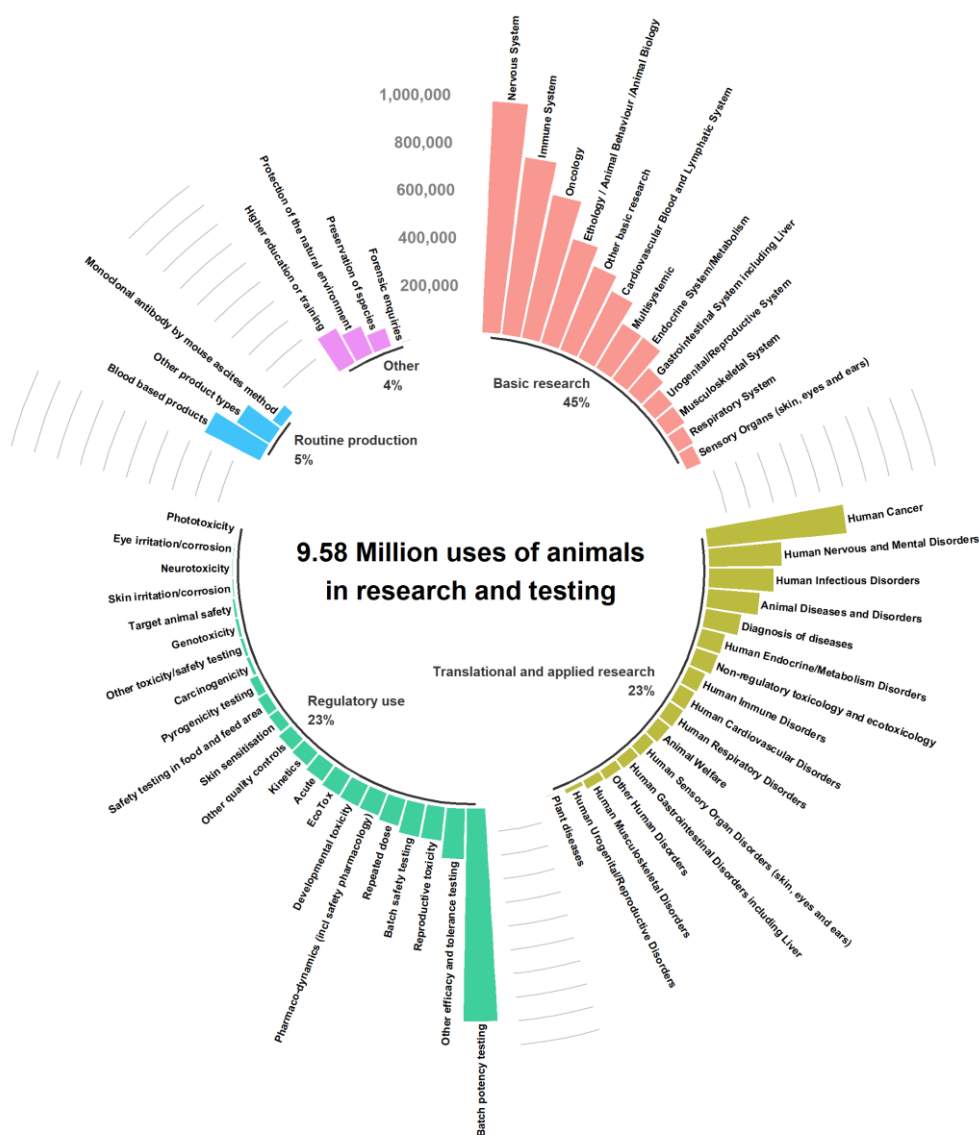 1,000,000
800,000
600,000
400,000
200,000
Nervous System
Immune System
Oncology
Ethology / Animal Behaviour /Animal Biology
Other basic research
Cardiovascular Blood and Lymphatic System
Multisystemic
Endocrine System/Metabolism
Gastrointestinal System including Liver
Urogenital/Reproductive System
Musculoskeletal System
Respiratory System
Sensory Organs (skin, eyes and ears)
Basic research
45%
Human Cancer
Human Nervous and Mental Disorders
Human Infectious Disorders
Animal Diseases and Disorders
Diagnosis of diseases
Human Endocrine/Metabolism Disorders
Non-regulatory toxicology and ecotoxicology
Human Immune Disorders
Human Cardiovascular Disorders
Human Respiratory Disorders
Animal Welfare
Human Sensory Organ Disorders (skin, eyes and ears)
Human Gastrointestinal Disorders including Liver
Other Human Disorders
Human Musculoskeletal Disorders
Human Urogenital/Reproductive Disorders
Plant diseases
Translational and applied research
23%
Batch potency testing
Other efficacy and tolerance testing
Reproductive toxicity
Batch safety testing
Repeated dose
Pharmaco-dynamics (incl safety pharmacology)
Developmental toxicity
EcoTox
Acute
Kinetics
Other quality controls
Skin sensitisation
Safety testing in food and feed area
Pyrogenicity testing
Carcinogenicity
Other toxicity/safety testing
Genotoxicity
Target animal safety
Skin irritation/corrosion
Neurotoxicity
Eye irritation/corrosion
Phototoxicity
Regulatory use
23%
Blood based products
Other product types
Monoclonal antibody by mouse ascites method
Routine production
5%
Higher education or training
Protection of the natural environment
Preservation of species
Forensic enquiries
Other
4%
9.58 Million uses of animals
in research and testing